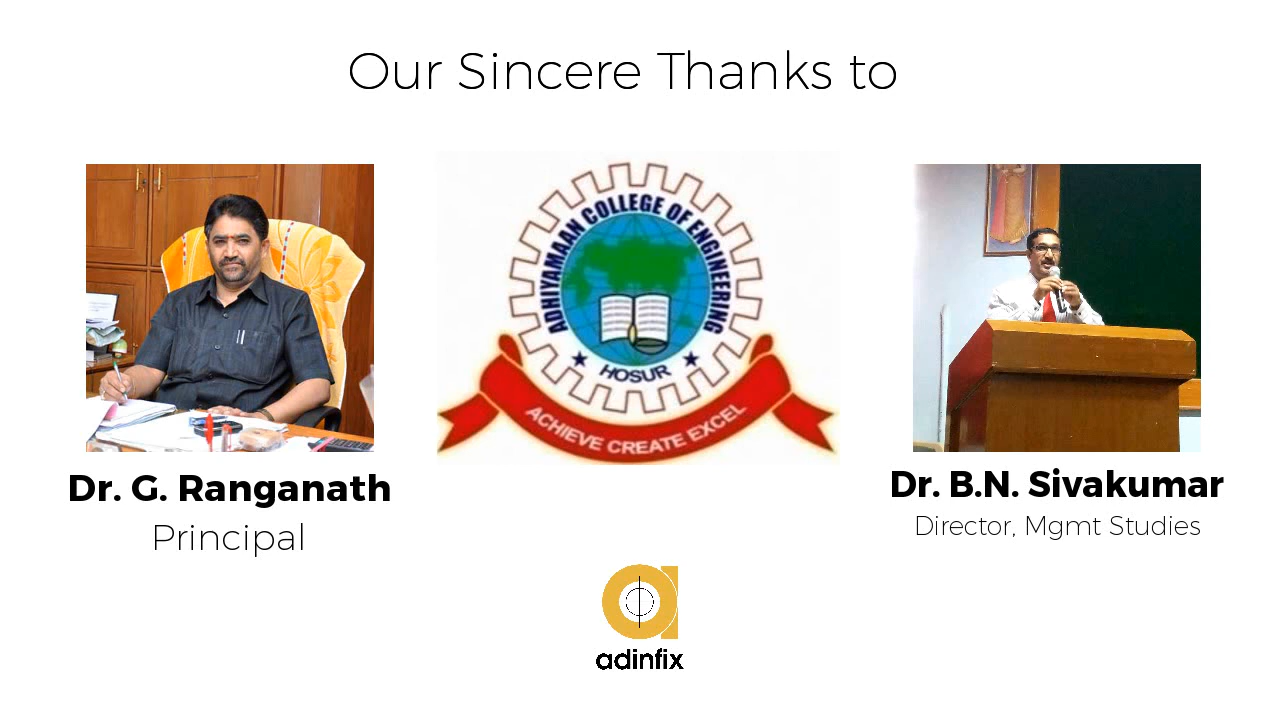 Our Sincere Thanks to
ADHIYAMAAN COLLEGE OF ENGINEERING
HOSUR
ACHIEVE CREATE EXCEL
Dr. G. Ranganath
Principal
Dr. B.N. Sivakumar
Director, Mgmt Studies
adinfix